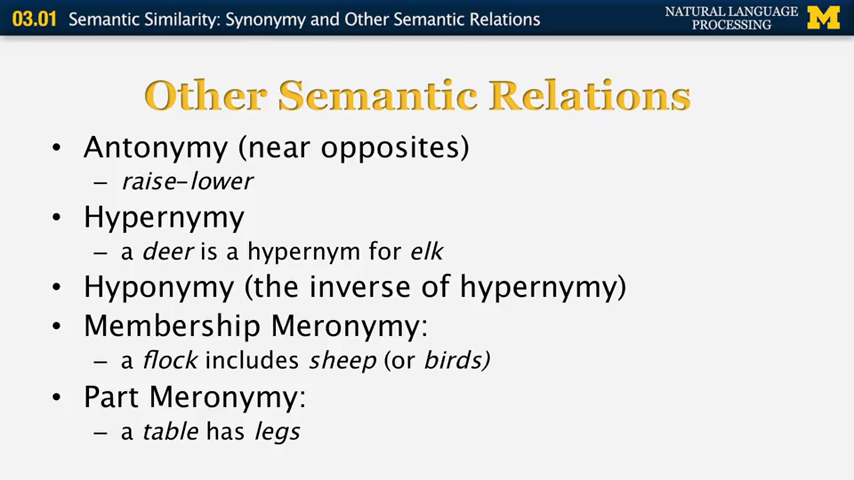 03.01 Semantic Similarity: Synonymy and Other Semantic Relations
NATURAL LANGUAGE
PROCESSING
M
Other Semantic Relations
• Antonymy (near opposites)
– raise–lower
• Hypernymy
– a deer is a hypernym for elk
• Hyponymy (the inverse of hypernymy)
• Membership Meronymy:
– a flock includes sheep (or birds)
• Part Meronymy:
– a table has legs